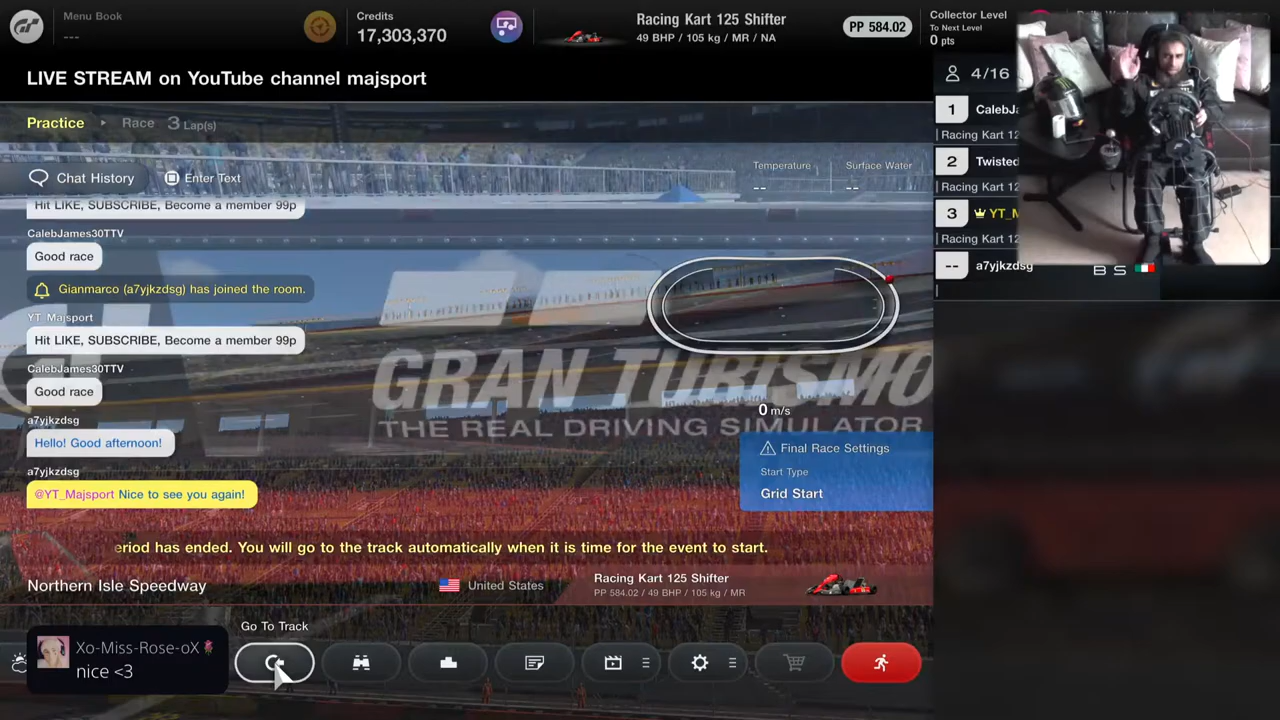 Menu Book
---
Credits
17,303,370
Racing Kart 125 Shifter
49 BHP / 105 kg / MR / NA
PP 584.02
Collector Level
To Next Level
0 pts
LIVE STREAM on YouTube channel majsport
4/16
Practice
Race 3 Lap(s)
1 CalebJa
Racing Kart 12
2 Twisted
Racing Kart 12
3 YT_M
Racing Kart 12
-- a7yjkzdsg
B S
Chat History
Enter Text
Temperature
--
Surface Water
--
Hit LIKE, SUBSCRIBE, Become a member 99p
CalebJames30TTV
Good race
Gianmarco (a7yjkzdsg) has joined the room.
YT_Majsport
Hit LIKE, SUBSCRIBE, Become a member 99p
CalebJames30TTV
Good race
a7yjkzdsg
Hello! Good afternoon!
a7yjkzdsg
@YT_Majsport Nice to see you again!
GRAN TURISMO
THE REAL DRIVING SIMULATOR
0 m/s
Final Race Settings
Start Type
Grid Start
eriod has ended. You will go to the track automatically when it is time for the event to start.
Northern Isle Speedway
United States
Racing Kart 125 Shifter
PP 584.02 / 49 BHP / 105 kg / MR
Go To Track
Xo-Miss-Rose-oX
nice <3